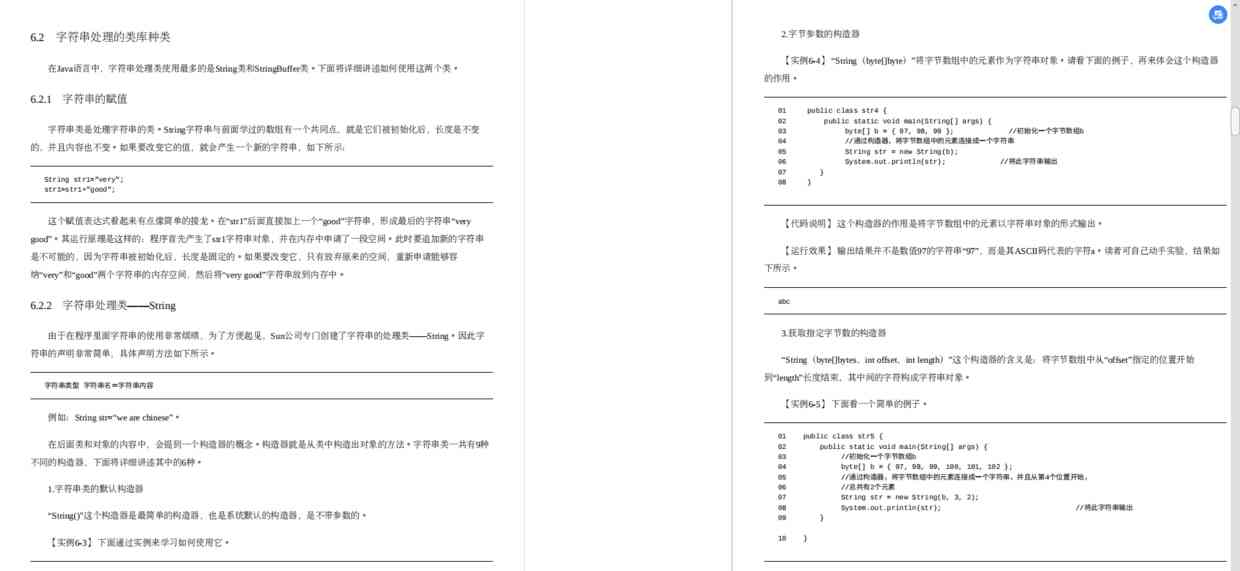 6.2 字符串处理的类库种类
在Java语言中，字符串处理类使用最多的是String类和StringBuffer类。下面将详细讲述如何使用这两个类。
6.2.1 字符串的赋值
字符串类是处理字符串的类。String字符串与前面学过的数组有一个共同点，就是它们被初始化后，长度是不变
的，并且内容也不变。如果要改变它的值，就会产生一个新的字符串，如下所示：
String str1="very";
str1=str1+"good";
这个赋值表达式看起来有点像简单的接龙。在“str1”后面直接加上一个“good”字符串，形成最后的字符串“very
good”。其运行原理是这样的：程序首先产生了str1字符串对象，并在内存中申请了一段空间。此时要追加新的字符串
是不可能的，因为字符串被初始化后，长度是固定的。如果要改变它，只有放弃原来的空间，重新申请能够容
纳“very”和“good”两个字符串的内存空间，然后将“very good”字符串放到内存中。
6.2.2 字符串处理类——String
由于在程序里面字符串的使用非常频繁，为了方便起见，Sun公司专门创建了字符串的处理类——String。因此字
符串的声明非常简单，具体声明方法如下所示。
字符串类型 字符串名=字符串内容
例如：String str=“we are chinese”。
在后面类和对象的内容中，会提到一个构造器的概念。构造器就是从类中构造出对象的方法。字符串类一共有9种
不同的构造器，下面将详细讲述其中的6种。
1.字符串类的默认构造器
“String()”这个构造器是最简单的构造器，也是系统默认的构造器，是不带参数的。
【实例6-3】下面通过实例来学习如何使用它。
2.字节参数的构造器
【实例6-4】“String（byte[]byte）”将字节数组中的元素作为字符串对象。请看下面的例子，再来体会这个构造器
的作用。
01 public class str4 {
02 public static void main(String[] args) {
03 byte[] b = { 97, 98, 99 }; //初始化一个字节数组b
04 //通过构造器，将字节数组中的元素连接成一个字符串
05 String str = new String(b);
06 System.out.println(str); //将此字符串输出
07 }
08 }
【代码说明】这个构造器的作用是将字节数组中的元素以字符串对象的形式输出。
【运行效果】输出结果并不是数值97的字符串“97”，而是其ASCII码代表的字符a。读者可自己动手实验，结果如
下所示。
abc
3.获取指定字节数的构造器
“String（byte[]bytes，int offset，int length）”这个构造器的含义是：将字节数组中从“offset”指定的位置开始
到“length”长度结束，其中间的字符构成字符串对象。
【实例6-5】下面看一个简单的例子。
01 public class str5 {
02 public static void main(String[] args) {
03 //初始化一个字节数组b
04 byte[] b = { 97, 98, 99, 100, 101, 102 };
05 //通过构造器，将字节数组中的元素连接成一个字符串，并且从第4个位置开始，
06 //总共有2个元素
07 String str = new String(b, 3, 2);
08 System.out.println(str); //将此字符串输出
09 }
10 }